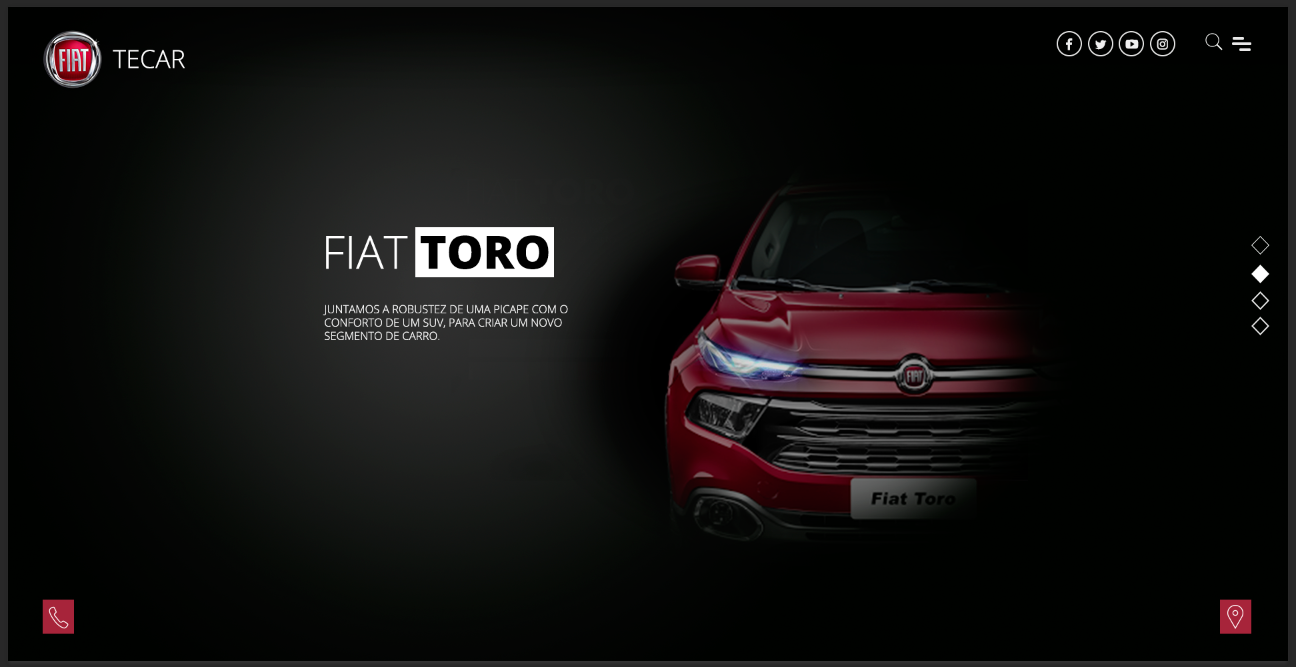 FIAT TECAR
FIAT TORO
JUNTAMOS A ROBUSTEZ DE UMA PICAPE COM O
CONFORTO DE UM SUV, PARA CRIAR UM NOVO
SEGMENTO DE CARRO.
FIAT
Fiat Toro